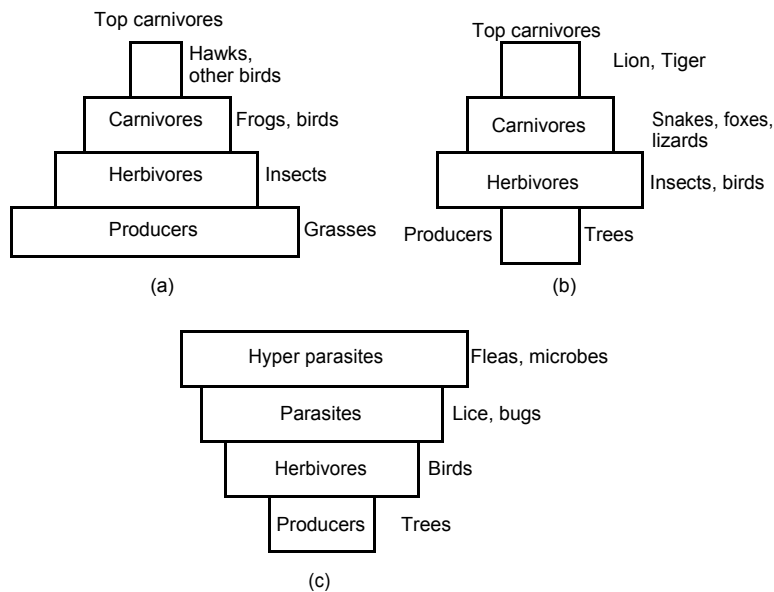 Top carnivores
Hawks,
other birds
Carnivores
Frogs, birds
Herbivores
Insects
Producers
Grasses
(a)
Top carnivores
Lion, Tiger
Carnivores
Snakes, foxes,
lizards
Herbivores
Insects, birds
Producers
Trees
(b)
Hyper parasites
Fleas, microbes
Parasites
Lice, bugs
Herbivores
Birds
Producers
Trees
(c)